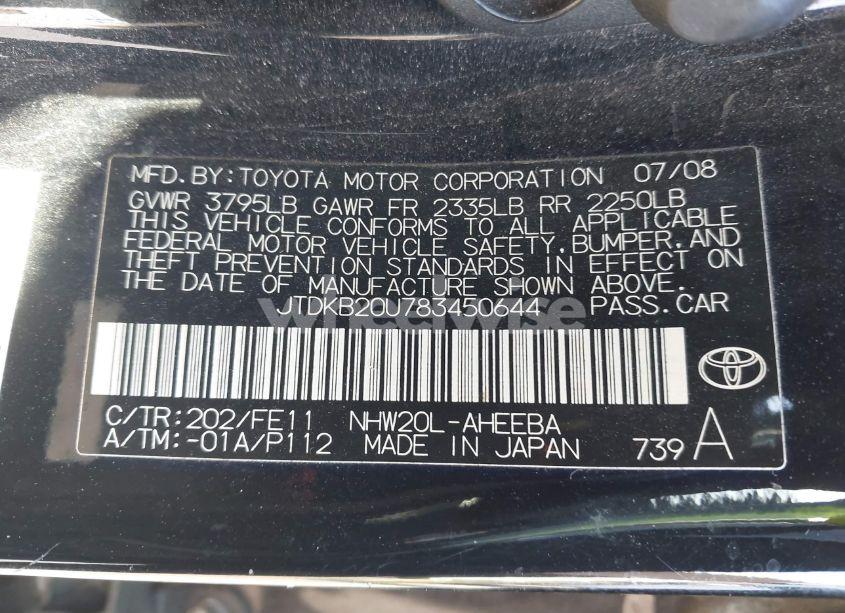 MFD.BY:TOYOTA MOTOR CORPORATION 07/08
GVWR 3795LB GAWR FR 2335LB RR 2250LB
THIS VEHICLE CONFORMS TO ALL APPLICABLE
FEDERAL MOTOR VEHICLE SAFETY,BUMPER,AND
THEFT PREVENTION STANDARDS IN EFFECT ON
THE DATE OF MANUFACTURE SHOWN ABOVE.
JTDKB20U783450644 PASS.CAR
wheelwise
C/TR:202/FE11 NHW20L-AHEEBA
A/TM:-01A/P112 MADE IN JAPAN 739 A